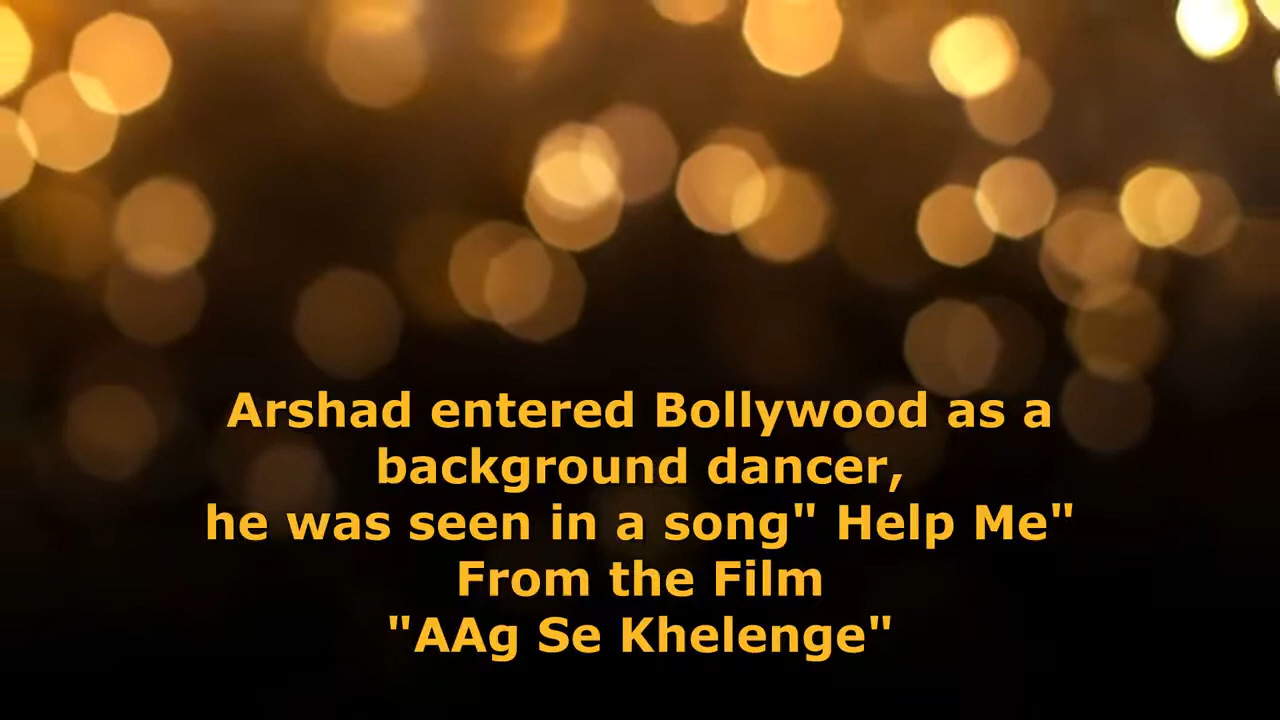 Arshad entered Bollywood as a
background dancer,
he was seen in a song" Help Me"
From the Film
"AAg Se Khelenge"